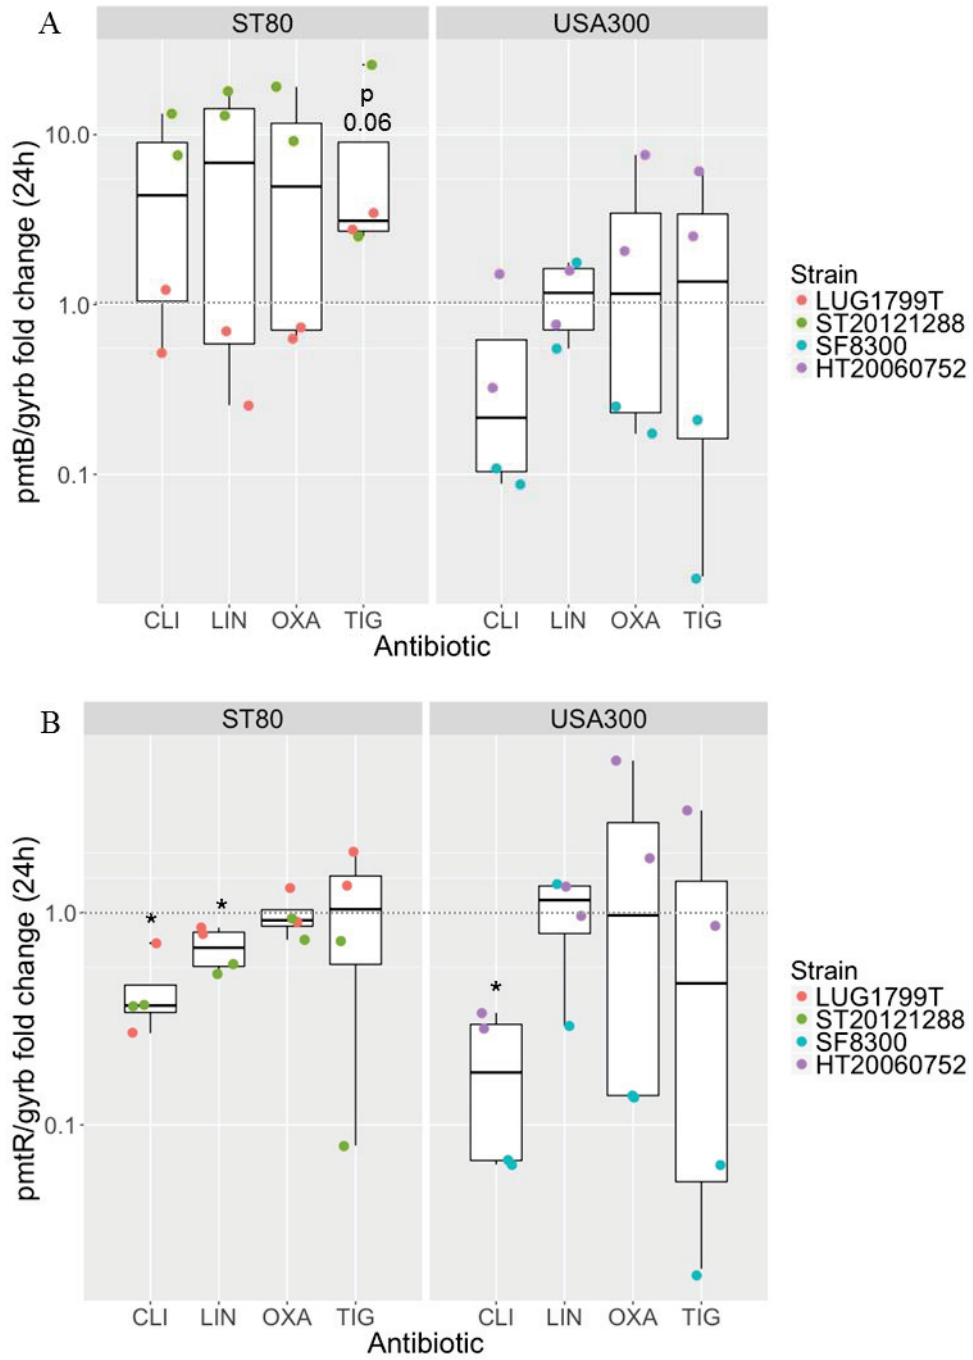 A
ST80
USA300
pmtB/gyrb fold change (24h)
10.0
1.0
0.1
p
0.06
CLI
LIN
OXA
TIG
CLI
LIN
OXA
TIG
Antibiotic
Strain
LUG1799T
ST20121288
SF8300
HT20060752
B
ST80
USA300
pmtR/gyrb fold change (24h)
1.0
0.1
*
*
*
CLI
LIN
OXA
TIG
CLI
LIN
OXA
TIG
Antibiotic
Strain
LUG1799T
ST20121288
SF8300
HT20060752